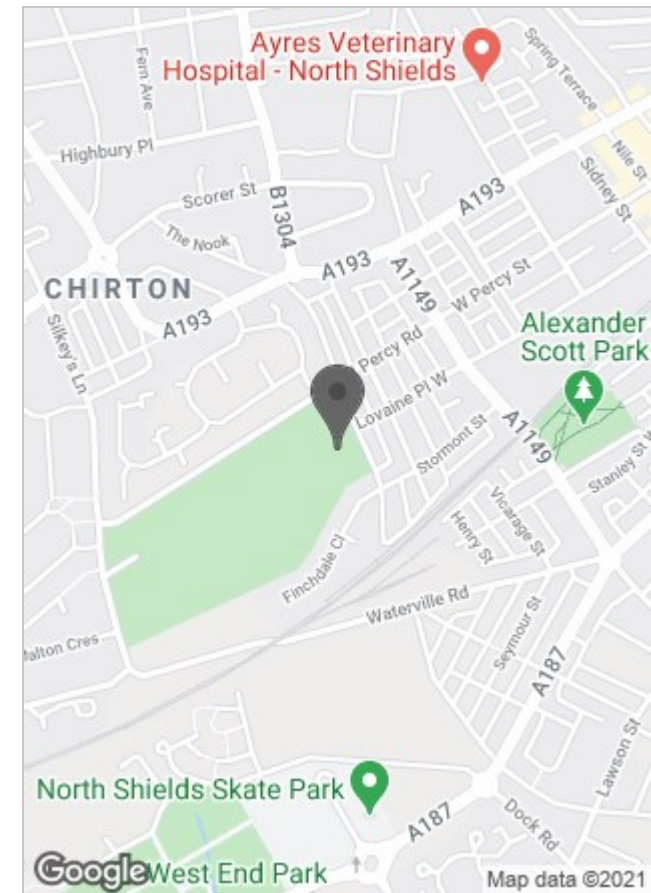 Ayres Veterinary
Hospital - North Shields
Spring Terrace
Fern Ave
Nile St
Highbury Pl
Sidney St
Scorer St
A193
B1304
The Nook
A193
A1149
W Percy St
CHIRTON
A193
Silkey's Ln
Percy Rd
Alexander
Scott Park
Lovaine Pl W
Stormont St
A1149
Stanley St W
Vicarage St
Henry St
Finchdale Cl
Waterville Rd
alton Cres
Seymour St
A187
Lawson St
North Shields Skate Park
A187
Dock Rd
Google
West End Park
Map data ©2021